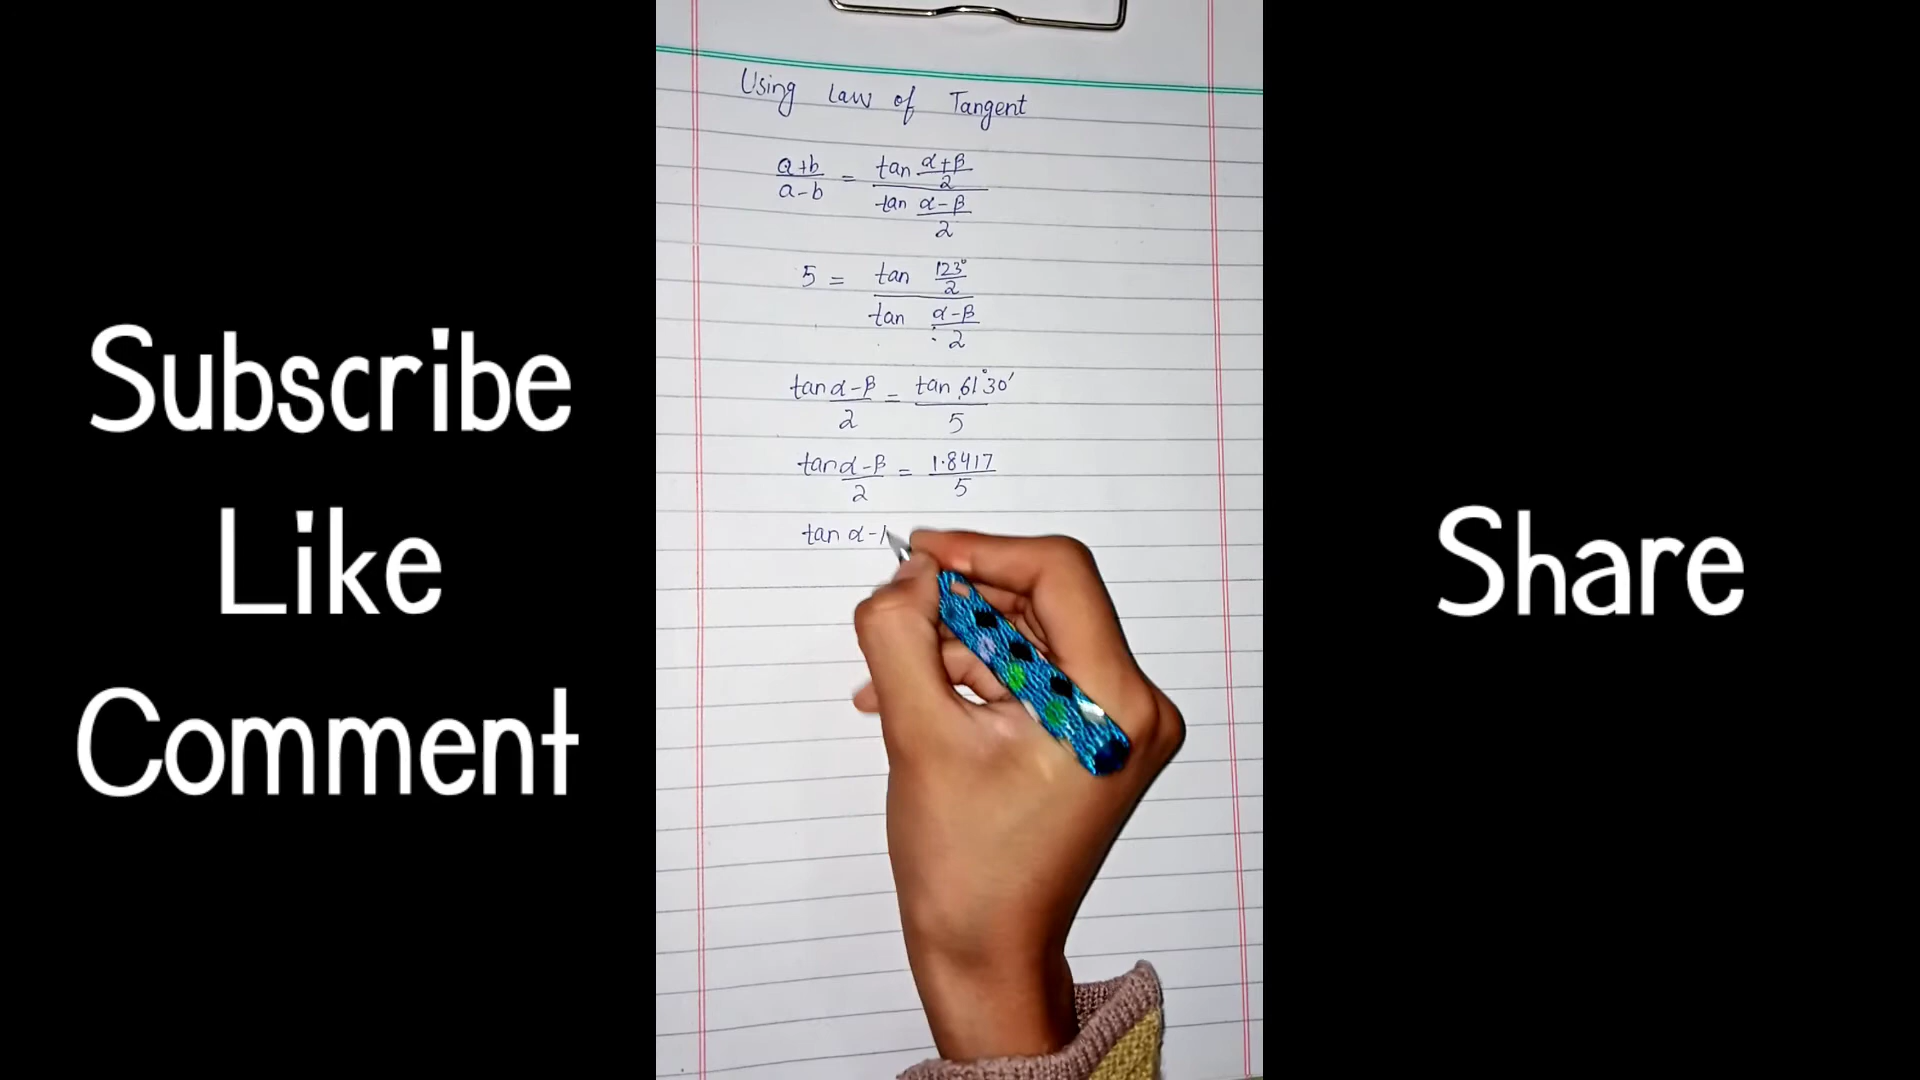 Subscribe
Like
Comment
Using Law of Tangent
a+b/a-b = tan α+β/2 / tan α-β/2
5 = tan 123°/2 / tan α-β/2
tan α-β/2 = tan 61°30′/5
tan α-β/2 = 1.8417/5
tan α-
Share